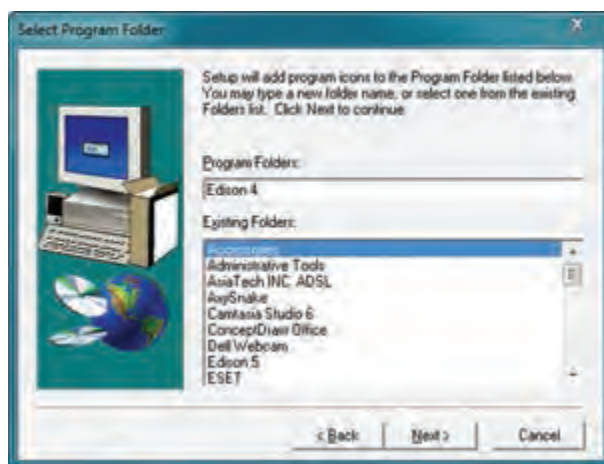 Select Program Folder
Setup will add program icons to the Program Folder listed below.
You may type a new folder name, or select one from the existing
Folders list. Click Next to continue.
Program Folders:
Edison 4
Existing Folders:
Accessories
Administrative Tools
AsiaTech INC. ADSL
AxySnake
Camtasia Studio 6
ConceptDraw Office
Dell Webcam
Edison 5
ESET
< Back
Next >
Cancel